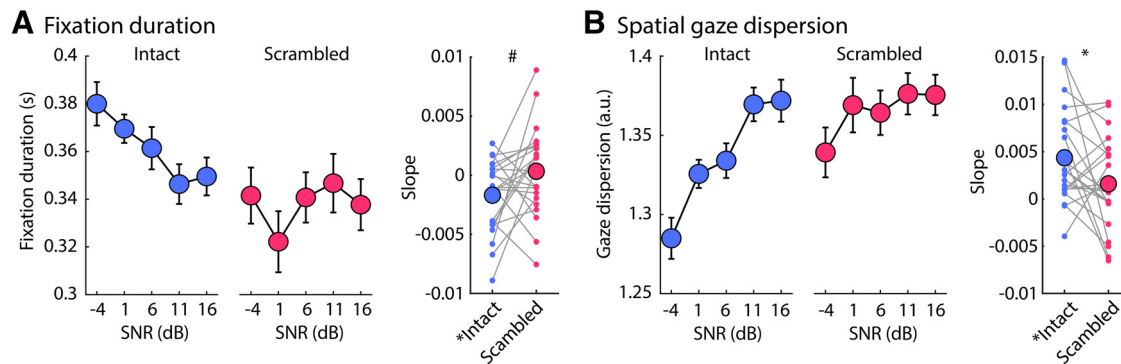 A Fixation duration
Intact
Scrambled
Fixation duration (s)
0.4
0.38
0.36
0.34
0.32
0.3
-4 1 6 11 16
SNR (dB)
-4 1 6 11 16
SNR (dB)
#
Slope
0.01
0.005
0
-0.005
-0.01
*Intact
Scambled
B Spatial gaze dispersion
Intact
Scrambled
Gaze dispersion (a.u.)
1.4
1.35
1.3
1.25
-4 1 6 11 16
SNR (dB)
-4 1 6 11 16
SNR (dB)
*
Slope
0.015
0.01
0.005
0
-0.005
-0.01
*Intact
Scambled